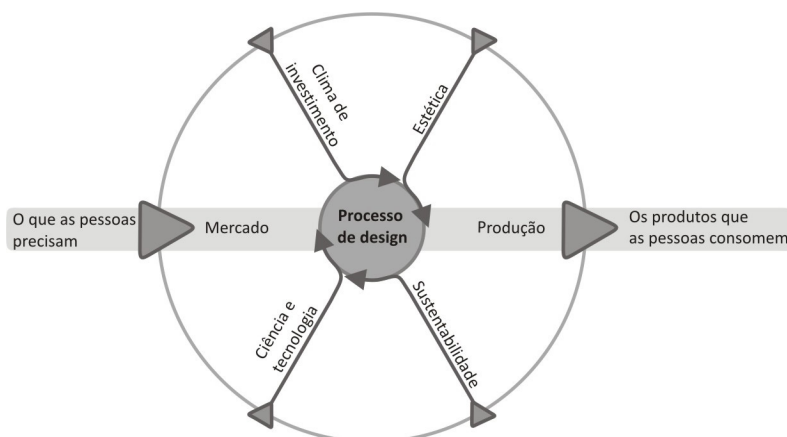 Clima de
investimento
Estética
O que as pessoas
precisam
Mercado
Processo
de design
Produção
Os produtos que
as pessoas consomem
Ciência e
tecnologia
Sustentabilidade